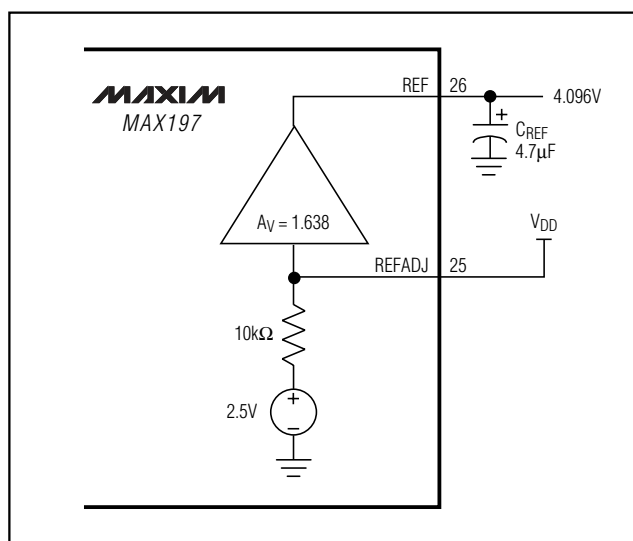 MAXIM
MAX197
REF 26
4.096V
+
CREF
4.7µF
AV = 1.638
VDD
REFADJ 25
10kΩ
+
2.5V
−